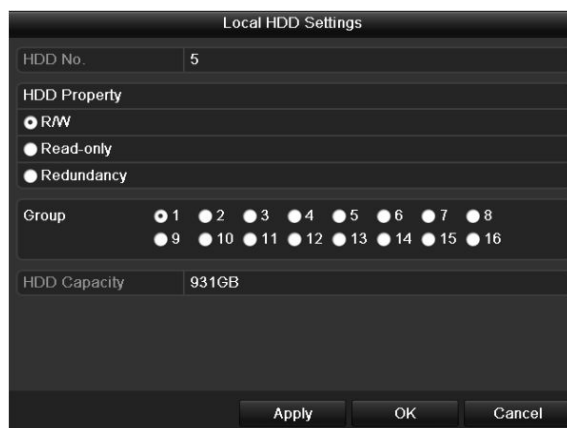 Local HDD Settings
HDD No. 5
HDD Property
R/W
Read-only
Redundancy
Group 1 2 3 4 5 6 7 8
9 10 11 12 13 14 15 16
HDD Capacity 931GB
Apply OK Cancel